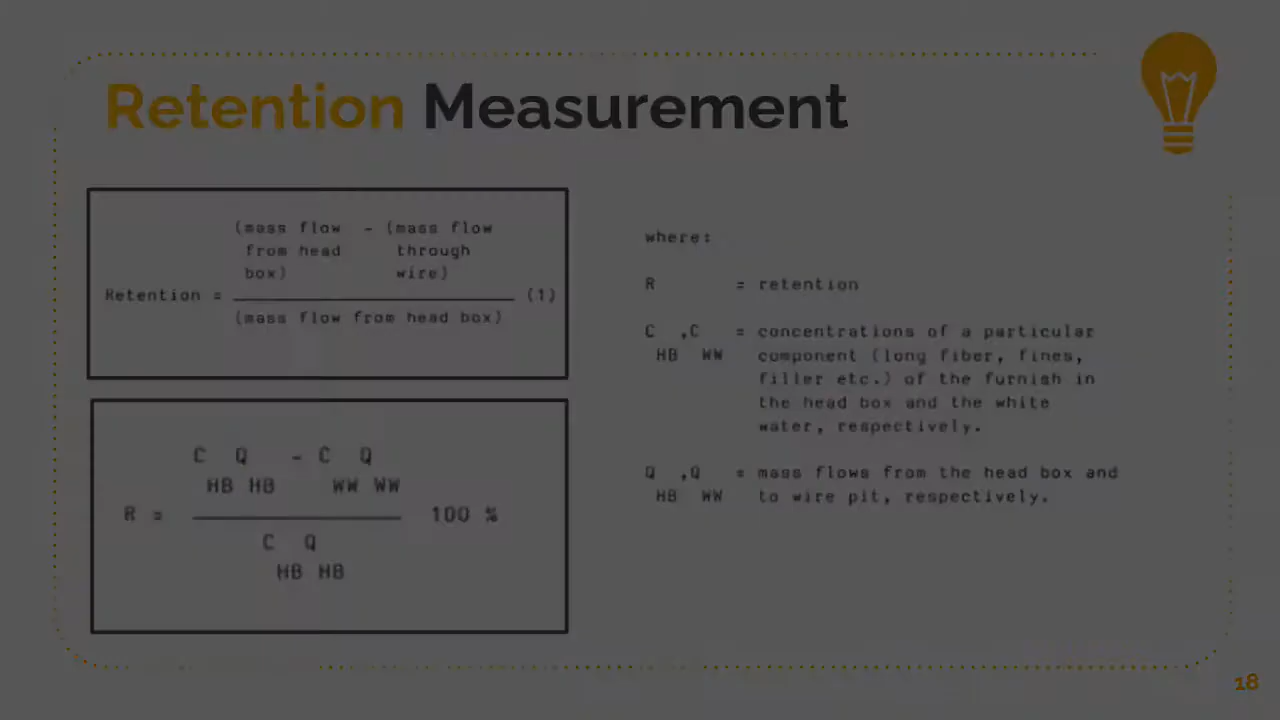 Retention Measurement
(mass flow - (mass flow
from head through
box) wire)
Retention = (1)
(mass flow from head box)
C Q - C Q
HB HB WW WW
R = 100 %
C Q
HB HB
where:
R = retention
C ,C = concentrations of a particular
HB WW component (long fiber, fines,
filler etc.) of the furnish in
the head box and the white
water, respectively.
Q ,Q = mass flows from the head box and
HB WW to wire pit, respectively.
18